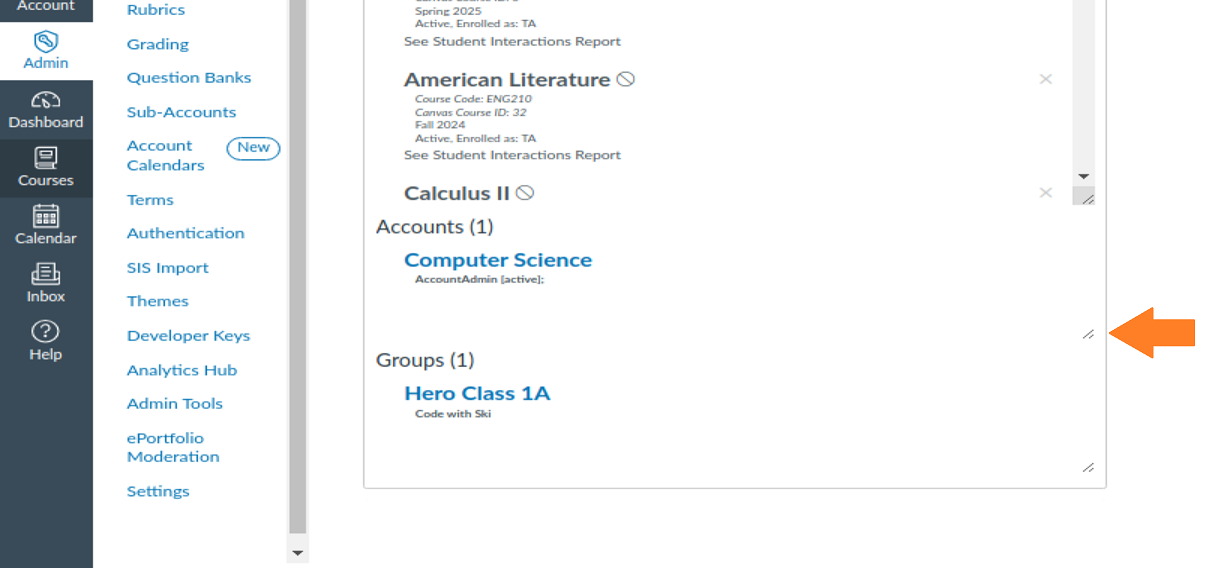 Account
Admin
Dashboard
Courses
Calendar
Inbox
Help
Rubrics
Grading
Question Banks
Sub-Accounts
Account
Calendars
New
Terms
Authentication
SIS Import
Themes
Developer Keys
Analytics Hub
Admin Tools
ePortfolio
Moderation
Settings
Spring 2025
Active, Enrolled as: TA
See Student Interactions Report
American Literature
Course Code: ENG210
Canvas Course ID: 32
Fall 2024
Active, Enrolled as: TA
See Student Interactions Report
Calculus II
Accounts (1)
Computer Science
AccountAdmin [active];
Groups (1)
Hero Class 1A
Code with Ski